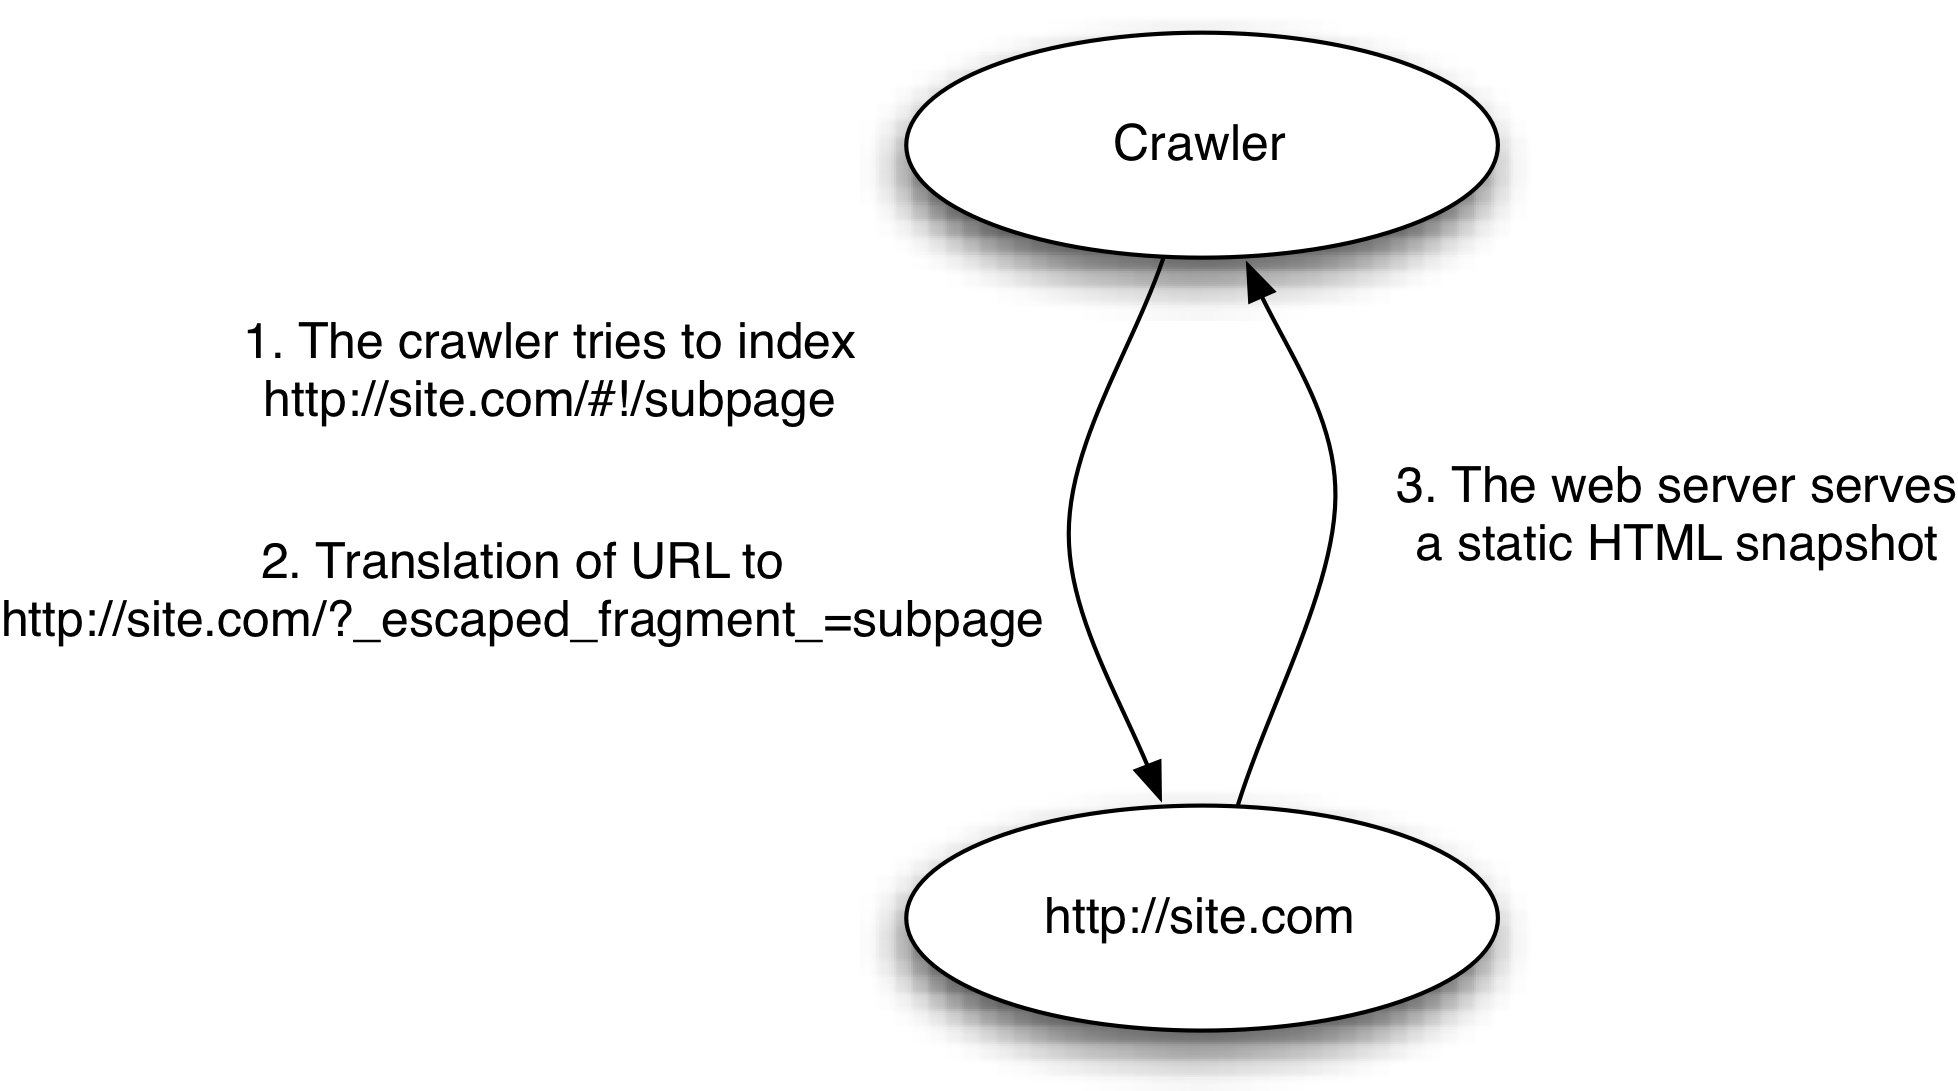 Crawler
1. The crawler tries to index
http://site.com/#!/subpage
2. Translation of URL to
http://site.com/?_escaped_fragment_=subpage
3. The web server serves
a static HTML snapshot
http://site.com